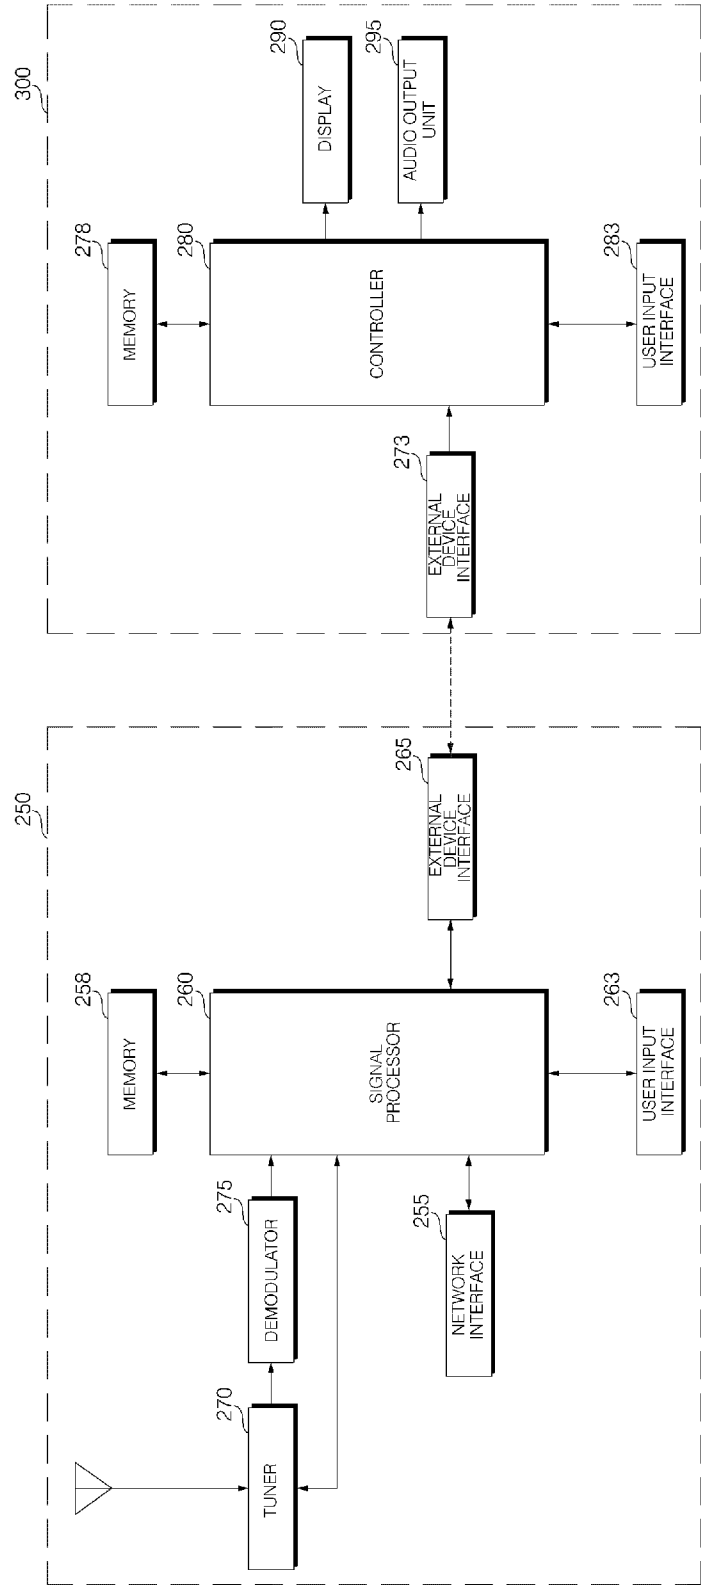 250
300
258
MEMORY
278
MEMORY
270
TUNER
275
DEMODULATOR
260
SIGNAL
PROCESSOR
265
EXTERNAL
DEVICE
INTERFACE
273
EXTERNAL
DEVICE
INTERFACE
280
CONTROLLER
290
DISPLAY
295
AUDIO OUTPUT
UNIT
255
NETWORK
INTERFACE
263
USER INPUT
INTERFACE
283
USER INPUT
INTERFACE